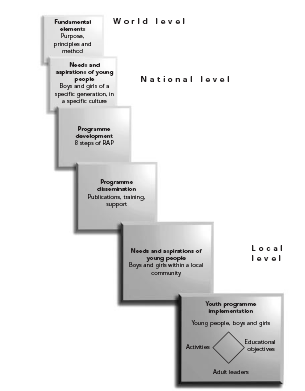 Fundamental
elements
Purpose,
principles and
method
World level
Needs and
aspirations of young
people
Boys and girls of a
specific generation, in
a specific culture
National level
Programme
development
8 steps of RAP
Programme
dissemination
Publications, training,
support
Needs and aspirations of
young people
Boys and girls within a local
community
Local
level
Youth programme
implementation
Young people, boys and girls
Activities
Educational
objectives
Adult leaders